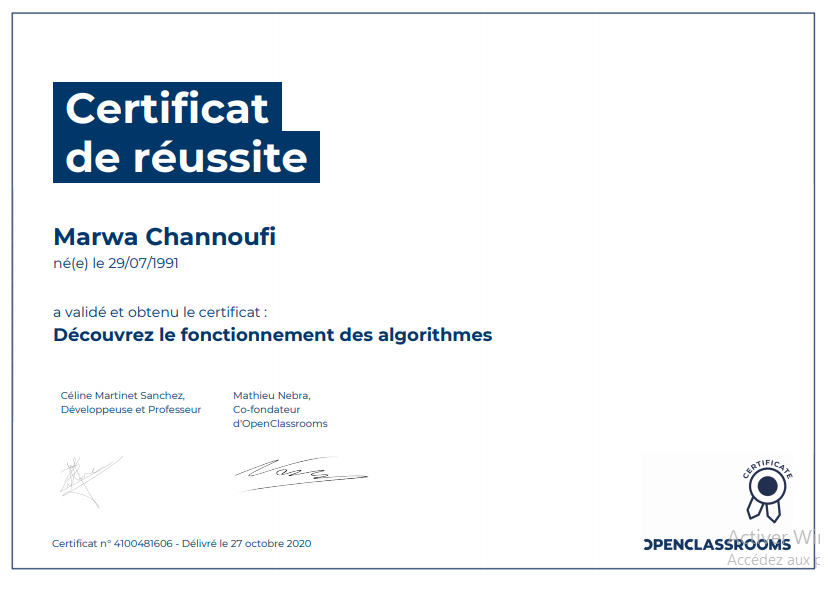 Certificat
de réussite
Marwa Channoufi
né(e) le 29/07/1991
a validé et obtenu le certificat :
Découvrez le fonctionnement des algorithmes
Céline Martinet Sanchez,
Développeuse et Professeur
Mathieu Nebra,
Co-fondateur
d'OpenClassrooms
CERTIFICATE
Certificat n° 4100481606 - Délivré le 27 octobre 2020
OPENCLASSROOMS
Activer Wi
Accédez aux p